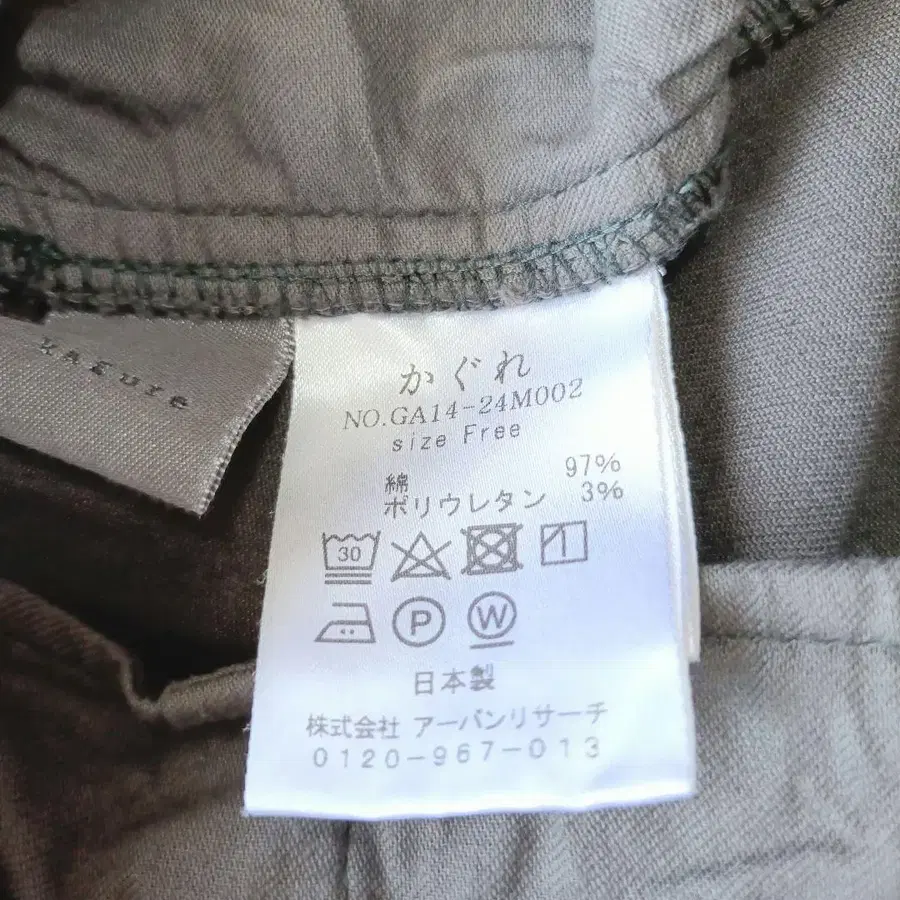 kagure
かぐれ
NO.GA14-24M002
size Free
綿 97%
ポリウレタン 3%
30
P
W
日本製
株式会社 アーバンリサーチ
0120-967-013